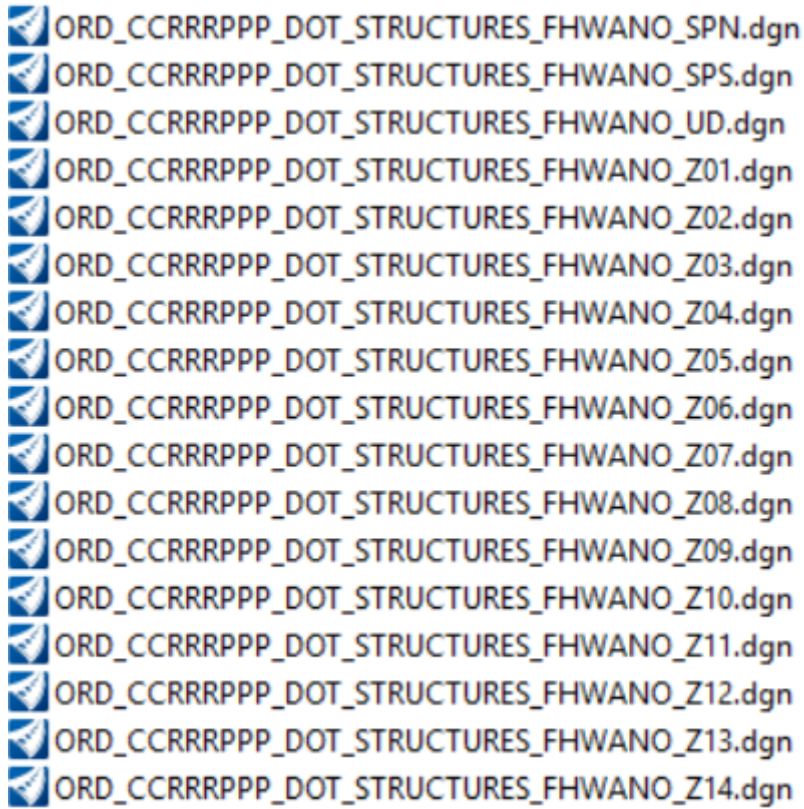 ORD_CCRRRPPP_DOT_STRUCTURES_FHWANO_SPN.dgn
ORD_CCRRRPPP_DOT_STRUCTURES_FHWANO_SPS.dgn
ORD_CCRRRPPP_DOT_STRUCTURES_FHWANO_UD.dgn
ORD_CCRRRPPP_DOT_STRUCTURES_FHWANO_Z01.dgn
ORD_CCRRRPPP_DOT_STRUCTURES_FHWANO_Z02.dgn
ORD_CCRRRPPP_DOT_STRUCTURES_FHWANO_Z03.dgn
ORD_CCRRRPPP_DOT_STRUCTURES_FHWANO_Z04.dgn
ORD_CCRRRPPP_DOT_STRUCTURES_FHWANO_Z05.dgn
ORD_CCRRRPPP_DOT_STRUCTURES_FHWANO_Z06.dgn
ORD_CCRRRPPP_DOT_STRUCTURES_FHWANO_Z07.dgn
ORD_CCRRRPPP_DOT_STRUCTURES_FHWANO_Z08.dgn
ORD_CCRRRPPP_DOT_STRUCTURES_FHWANO_Z09.dgn
ORD_CCRRRPPP_DOT_STRUCTURES_FHWANO_Z10.dgn
ORD_CCRRRPPP_DOT_STRUCTURES_FHWANO_Z11.dgn
ORD_CCRRRPPP_DOT_STRUCTURES_FHWANO_Z12.dgn
ORD_CCRRRPPP_DOT_STRUCTURES_FHWANO_Z13.dgn
ORD_CCRRRPPP_DOT_STRUCTURES_FHWANO_Z14.dgn